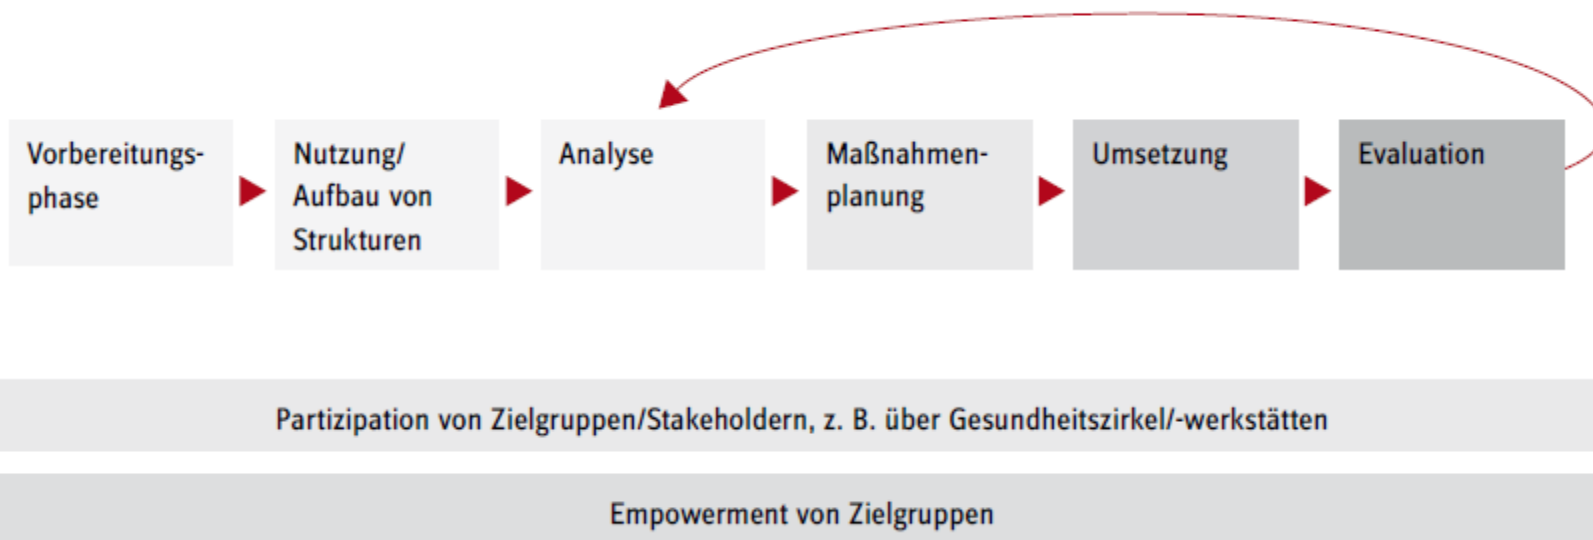 Vorbereitungs-
phase
Nutzung/
Aufbau von
Strukturen
Analyse
Maßnahmen-
planung
Umsetzung
Evaluation
Partizipation von Zielgruppen/Stakeholdern, z. B. über Gesundheitszirkel/-werkstätten
Empowerment von Zielgruppen